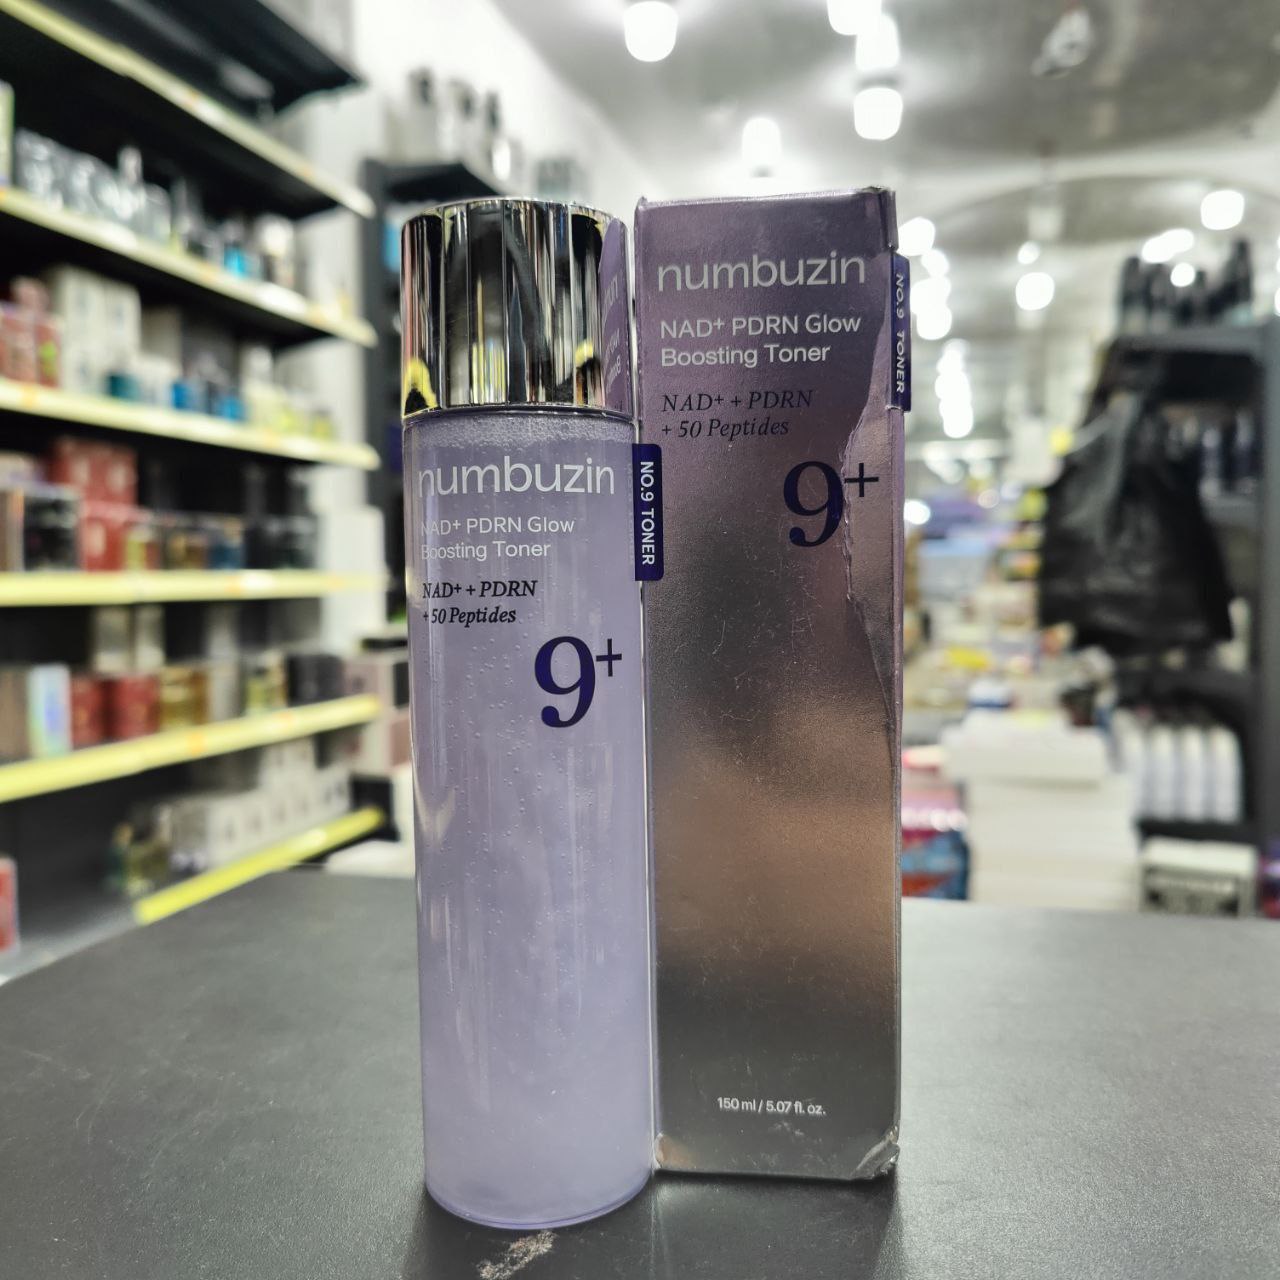 numbuzin
NAD⁺ PDRN Glow
Boosting Toner
NAD⁺ + PDRN
+ 50 Peptides
9⁺
NO.9 TONER
numbuzin
NAD⁺ PDRN Glow
Boosting Toner
NAD⁺ + PDRN
+ 50 Peptides
9⁺
NO.9 TONER
150 ml / 5.07 fl. oz.